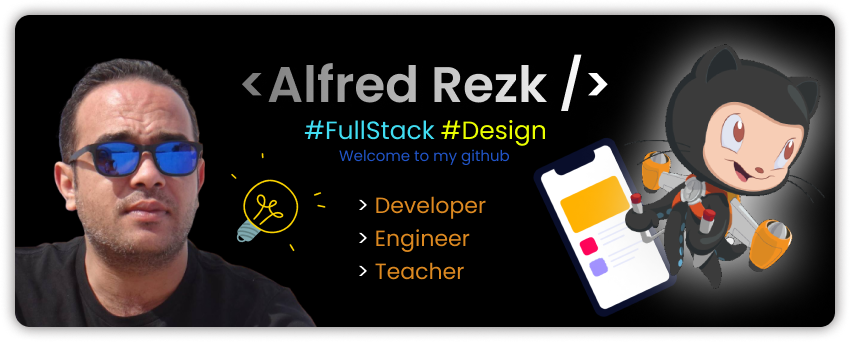 <Alfred Rezk />
#FullStack #Design
Welcome to my github
> Developer
> Engineer
> Teacher